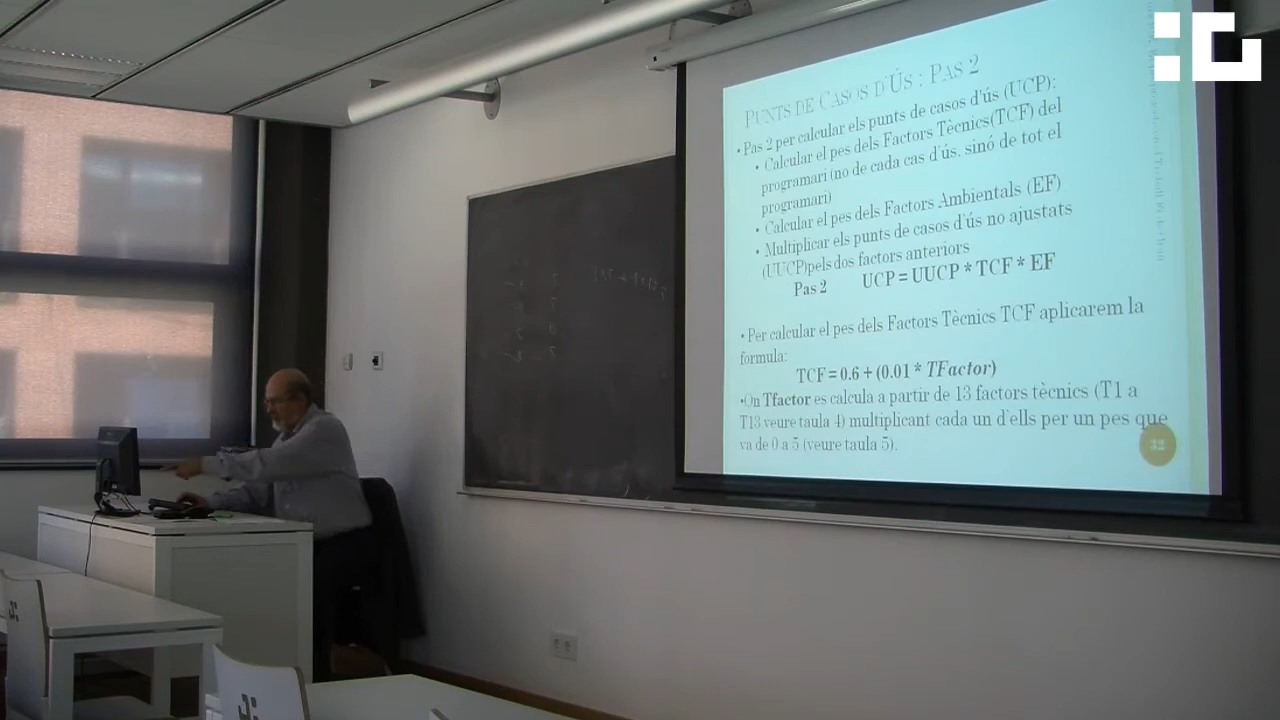 PUNTS DE CASOS D'ÚS : PAS 2
• Pas 2 per calcular els punts de casos d'ús (UCP):
• Calcular el pes dels Factors Tècnics(TCF) del
programari (no de cada cas d'ús. sinó de tot el
programari)
• Calcular el pes dels Factors Ambientals (EF)
• Multiplicar els punts de casos d'ús no ajustats
(UUCP)pels dos factors anteriors
Pas 2 UCP = UUCP * TCF * EF
• Per calcular el pes dels Factors Tècnics TCF aplicarem la
formula:
TCF = 0.6 + (0.01 * TFactor)
•On Tfactor es calcula a partir de 13 factors tècnics (T1 a
T13 veure taula 4) multiplicant cada un d'ells per un pes que
va de 0 a 5 (veure taula 5).
32